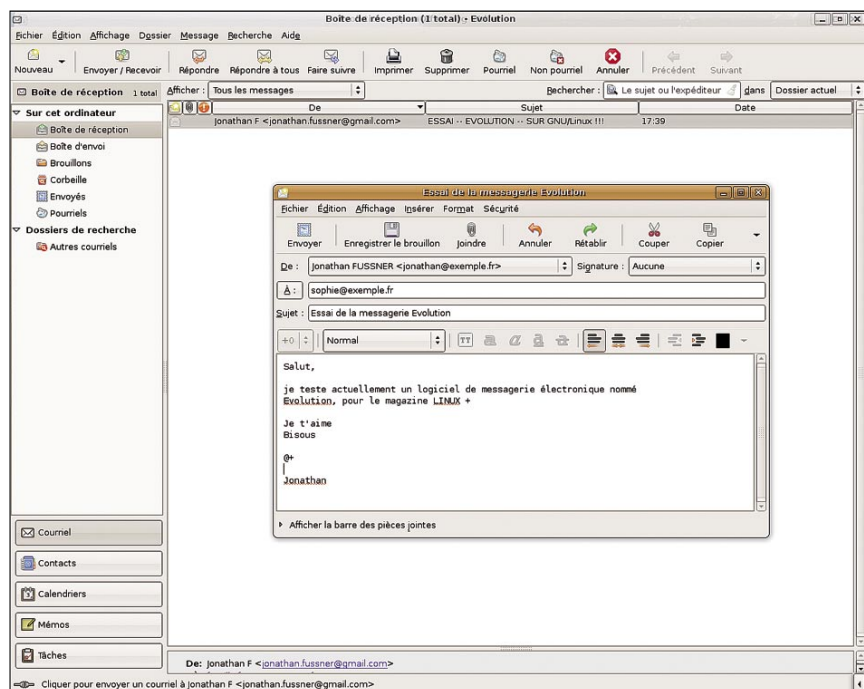 Boîte de réception (1 total) - Evolution
Fichier Édition Affichage Dossier Message Recherche Aide
Nouveau Envoyer / Recevoir Répondre Répondre à tous Faire suivre Imprimer Supprimer Pourriel Non pourriel Annuler Précédent Suivant
Boîte de réception 1 total
Afficher : Tous les messages Rechercher : Le sujet ou l'expéditeur dans Dossier actuel
Sur cet ordinateur
Boîte de réception
Boîte d'envoi
Brouillons
Corbeille
Envoyés
Pourriels
Dossiers de recherche
Autres courriels
De Sujet Date
Jonathan F <jonathan.fussner@gmail.com> ESSAI -- EVOLUTION -- SUR GNU/Linux !!! 17:39
Essai de la messagerie Evolution
Fichier Édition Affichage Insérer Format Sécurité
Envoyer Enregistrer le brouillon Joindre Annuler Rétablir Couper Copier
De : Jonathan FUSSNER <jonathan@exemple.fr> Signature : Aucune
À : sophie@exemple.fr
Sujet : Essai de la messagerie Evolution
+0 Normal TT a a a a
Salut,
je teste actuellement un logiciel de messagerie électronique nommé
Evolution, pour le magazine LINUX +
Je t'aime
Bisous
@+
Jonathan
Afficher la barre des pièces jointes
Courriel
Contacts
Calendriers
Mémos
Tâches
De: Jonathan F <jonathan.fussner@gmail.com>
Cliquer pour envoyer un courriel à Jonathan F <jonathan.fussner@gmail.com>